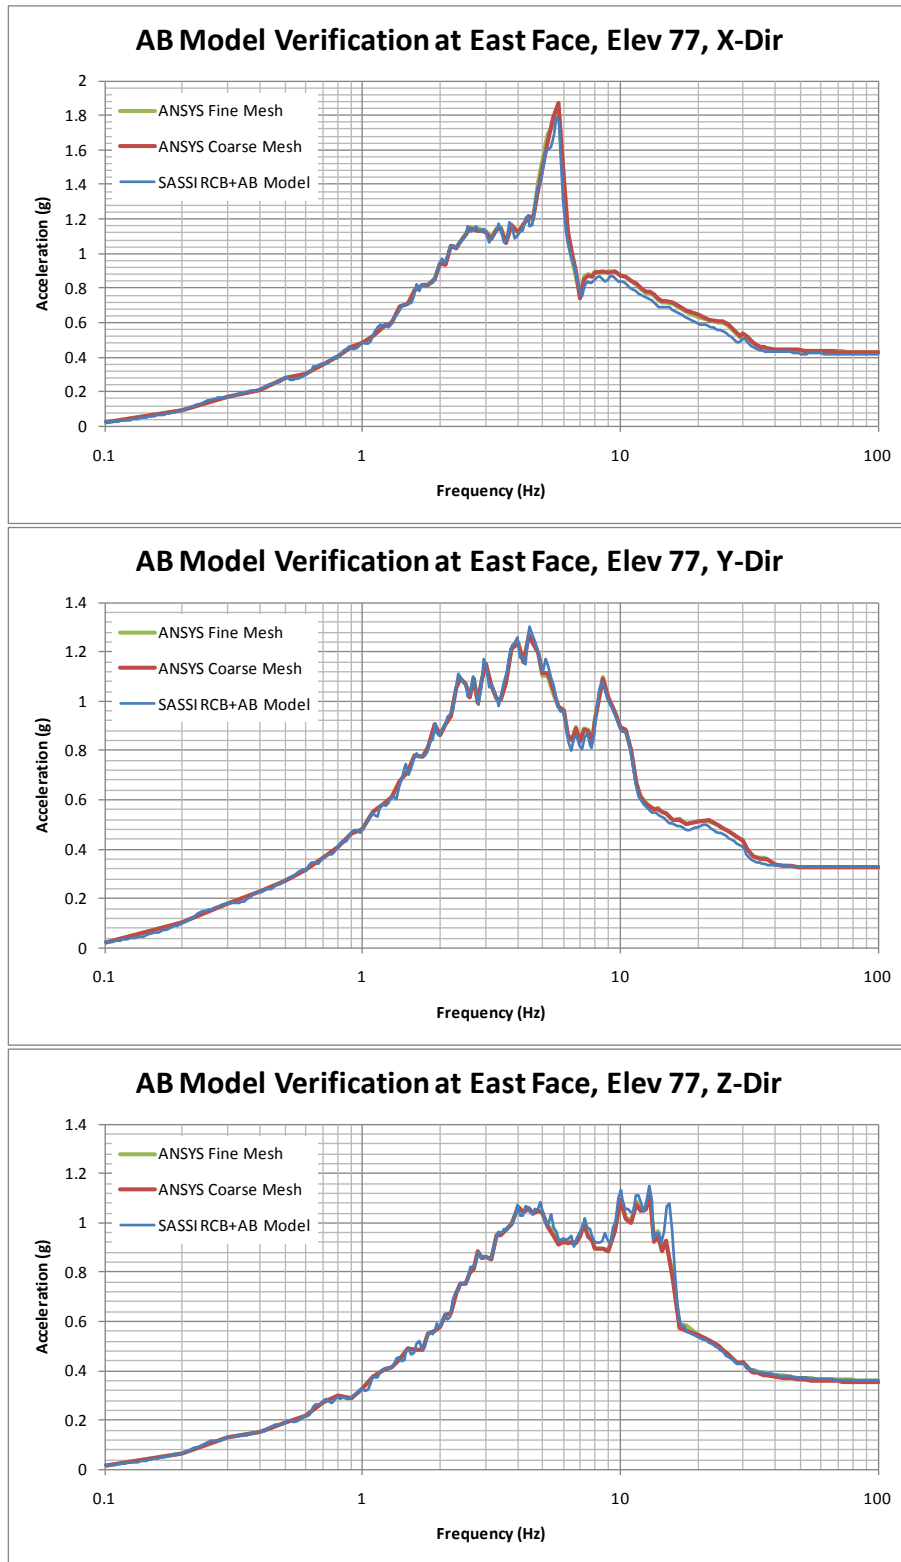 AB Model Verification at East Face, Elev 77, X-Dir
2
1.8
1.6
1.4
1.2
1
0.8
0.6
0.4
0.2
0
Acceleration (g)
ANSYS Fine Mesh
ANSYS Coarse Mesh
SASSI RCB+AB Model
0.1 1 10 100
Frequency (Hz)
AB Model Verification at East Face, Elev 77, Y-Dir
1.4
1.2
1
0.8
0.6
0.4
0.2
0
Acceleration (g)
ANSYS Fine Mesh
ANSYS Coarse Mesh
SASSI RCB+AB Model
0.1 1 10 100
Frequency (Hz)
AB Model Verification at East Face, Elev 77, Z-Dir
1.4
1.2
1
0.8
0.6
0.4
0.2
0
Acceleration (g)
ANSYS Fine Mesh
ANSYS Coarse Mesh
SASSI RCB+AB Model
0.1 1 10 100
Frequency (Hz)